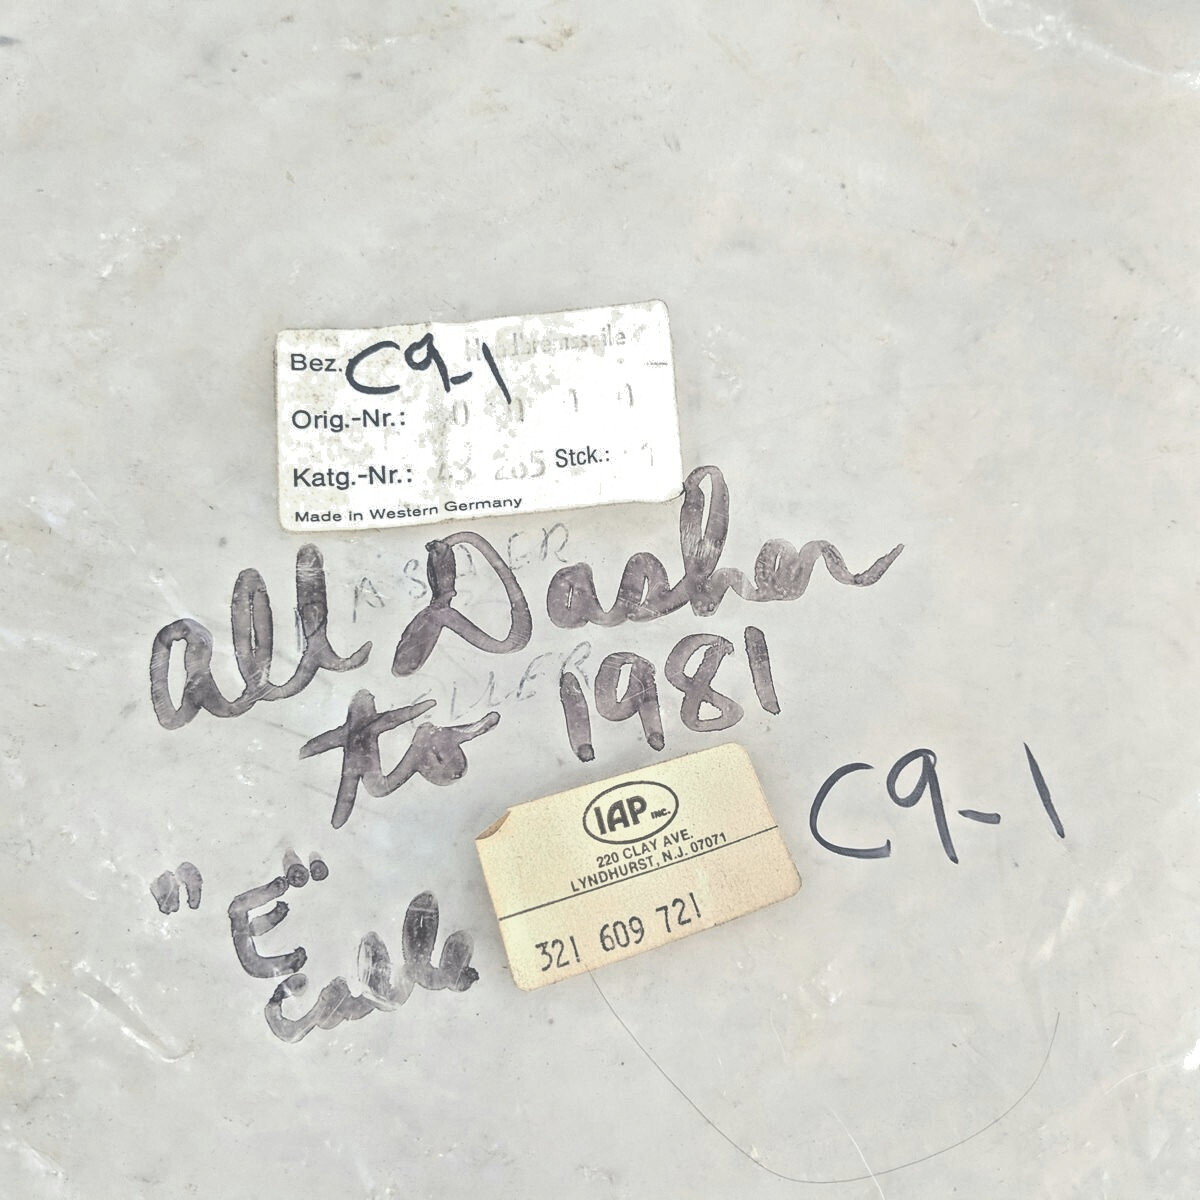 Bez. C9-1
Orig.-Nr.:
Katg.-Nr.: Stck.:
Made in Western Germany
all Dasher
to 1981
IAP INC.
220 CLAY AVE.
LYNDHURST, N.J. 07071
321 609 721
C9-1
"E"
Cable